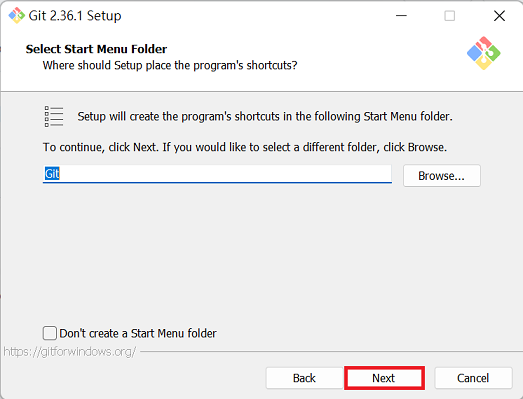 Git 2.36.1 Setup
Select Start Menu Folder
Where should Setup place the program's shortcuts?
Setup will create the program's shortcuts in the following Start Menu folder.
To continue, click Next. If you would like to select a different folder, click Browse.
Git
Browse...
Don't create a Start Menu folder
https://gitforwindows.org/
Back
Next
Cancel